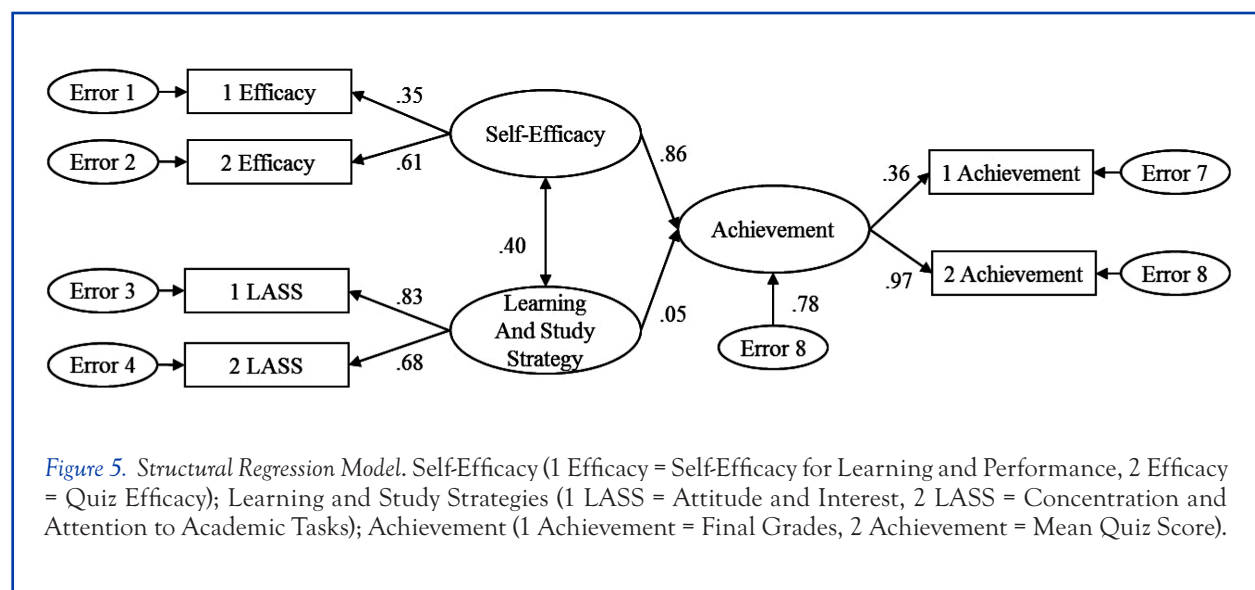 Error 1
1 Efficacy
.35
Error 2
2 Efficacy
.61
Self-Efficacy
.86
.40
Error 3
1 LASS
.83
Error 4
2 LASS
.68
Learning
And Study
Strategy
.05
Achievement
.78
Error 8
.36
1 Achievement
Error 7
.97
2 Achievement
Error 8
Figure 5. Structural Regression Model. Self-Efficacy (1 Efficacy = Self-Efficacy for Learning and Performance, 2 Efficacy
= Quiz Efficacy); Learning and Study Strategies (1 LASS = Attitude and Interest, 2 LASS = Concentration and
Attention to Academic Tasks); Achievement (1 Achievement = Final Grades, 2 Achievement = Mean Quiz Score).